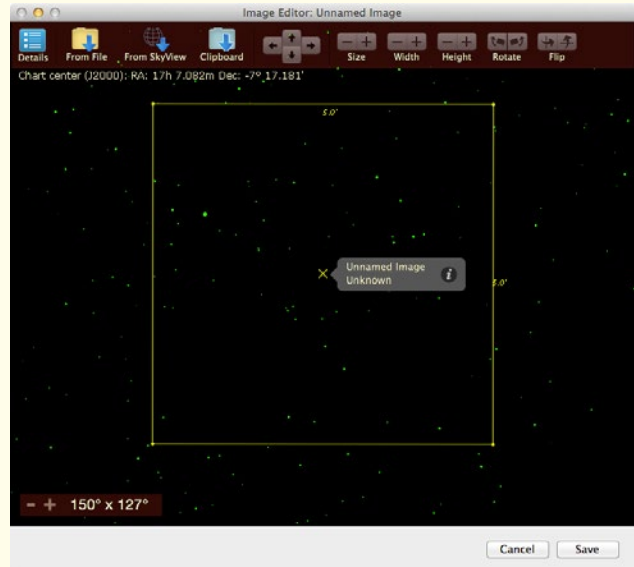 Image Editor: Unnamed Image
Details From File From SkyView Clipboard Size Width Height Rotate Flip
Chart center (J2000): RA: 17h 7.082m Dec: -7° 17.181'
5.0'
Unnamed Image
Unknown
5.0'
150° x 127°
Cancel Save